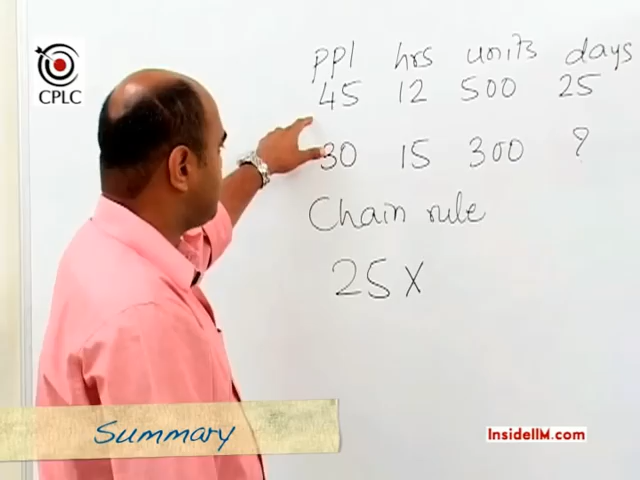 CPLC
ppl hrs units days
45 12 500 25
30 15 300 ?
Chain rule
25 x
Summary
InsideIIM.com